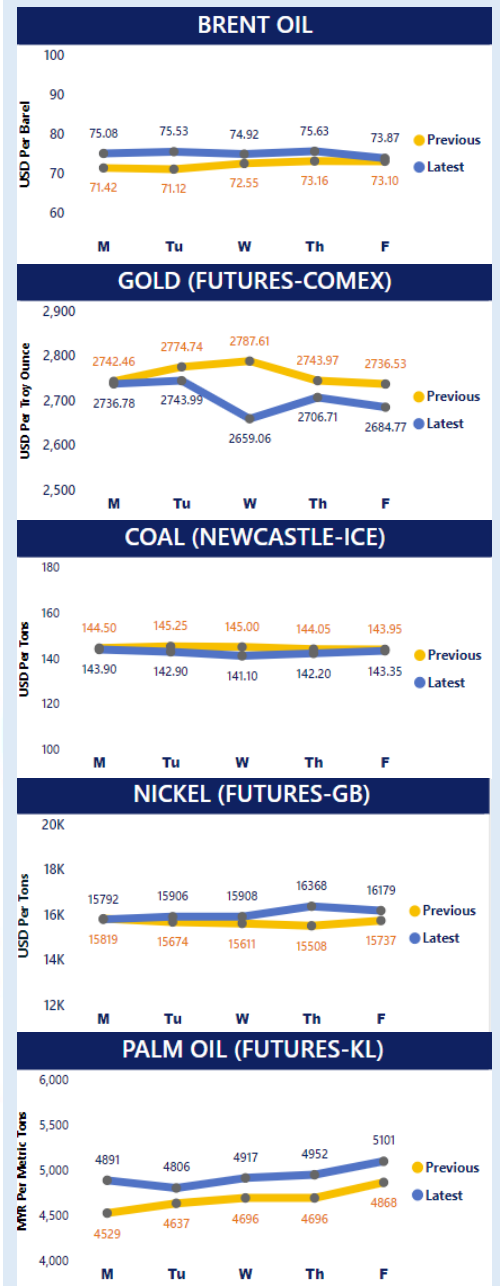 BRENT OIL
USD Per Barel
100
90
80
70
60
75.08 75.53 74.92 75.63 73.87
71.42 71.12 72.55 73.16 73.10
Previous
Latest
M Tu W Th F
GOLD (FUTURES-COMEX)
USD Per Troy Ounce
2,900
2,800
2,700
2,600
2,500
2742.46 2774.74 2787.61 2743.97 2736.53
2736.78 2743.99 2659.06 2706.71 2684.77
Previous
Latest
M Tu W Th F
COAL (NEWCASTLE-ICE)
USD Per Tons
180
160
140
120
100
144.50 145.25 145.00 144.05 143.95
143.90 142.90 141.10 142.20 143.35
Previous
Latest
M Tu W Th F
NICKEL (FUTURES-GB)
USD Per Tons
20K
18K
16K
14K
12K
15792 15906 15908 16368 16179
15819 15674 15611 15508 15737
Previous
Latest
M Tu W Th F
PALM OIL (FUTURES-KL)
MYR Per Metric Tons
6,000
5,500
5,000
4,500
4,000
4891 4806 4917 4952 5101
4529 4637 4696 4696 4868
Previous
Latest
M Tu W Th F